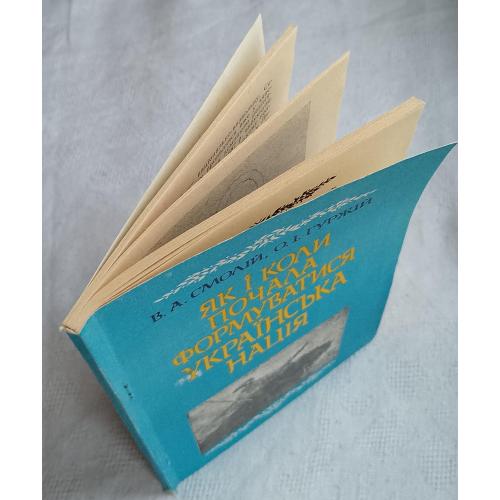 В. А. СМОЛІЙ, О. І. ГУРЖІЙ
ЯК І КОЛИ
ПОЧАЛА
ФОРМУВАТИСЯ
УКРАЇНСЬКА
НАЦІЯ